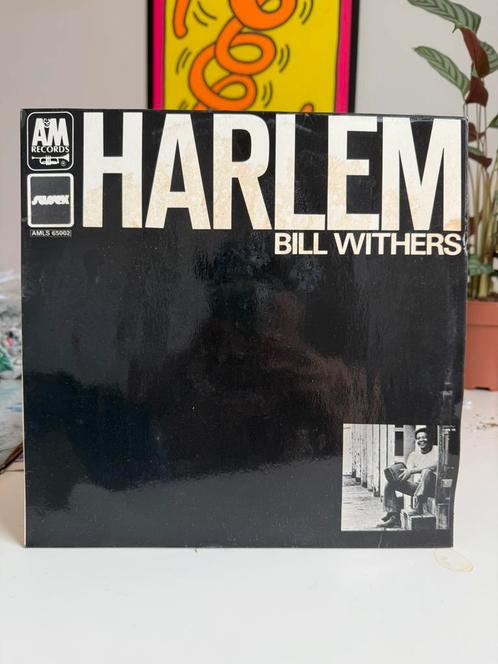 A&M
RECORDS
HARLEM
SUSSEX
AMLS 65002
BILL WITHERS